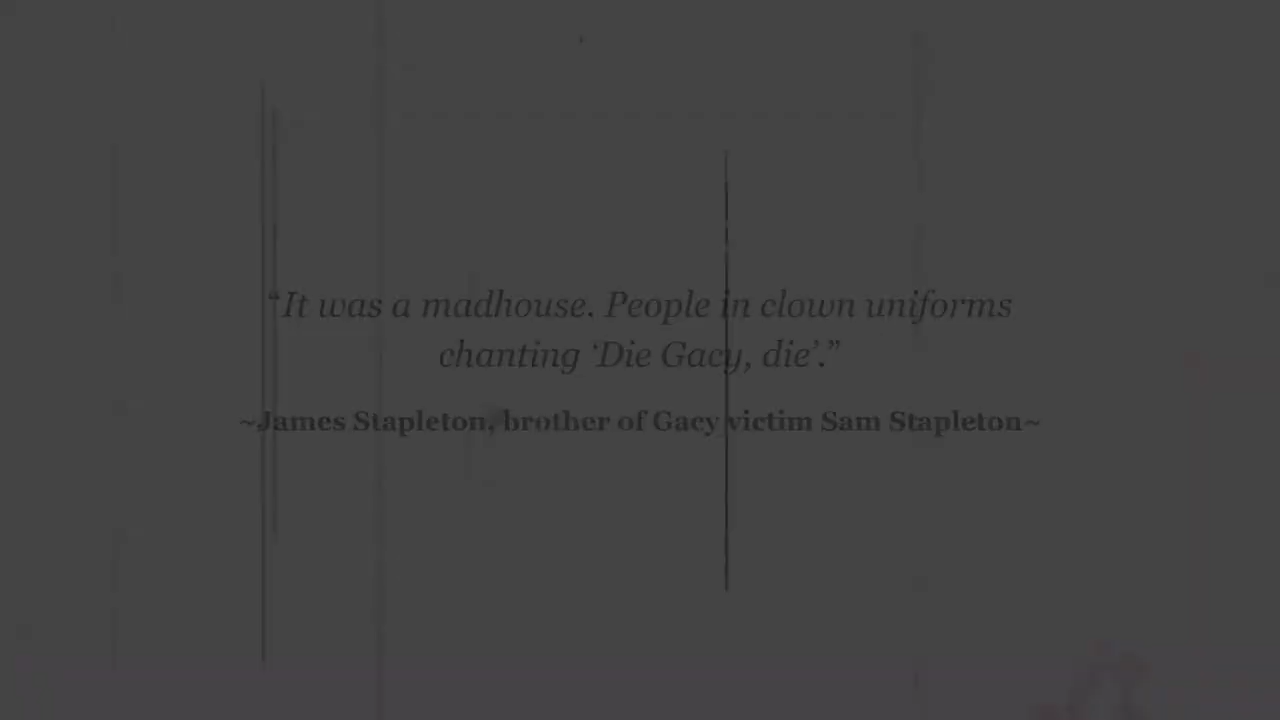 “It was a madhouse. People in clown uniforms
chanting ‘Die Gacy, die’.”
~James Stapleton, brother of Gacy victim Sam Stapleton~